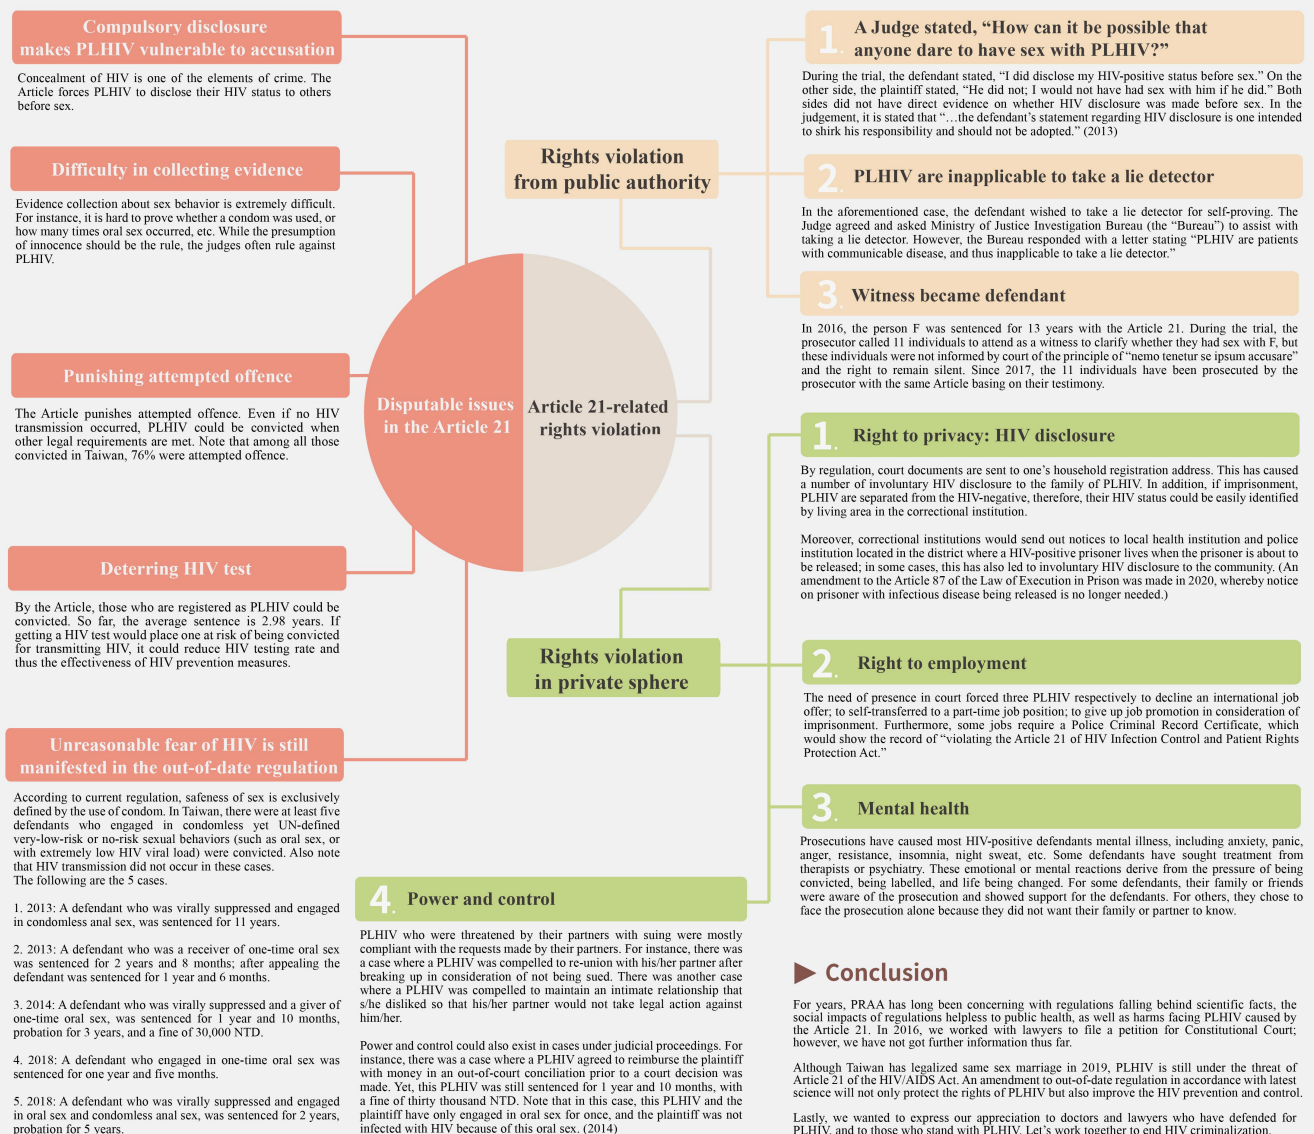 Compulsory disclosure
makes PLHIV vulnerable to accusation
Concealment of HIV is one of the elements of crime. The
Article forces PLHIV to disclose their HIV status to others
before sex.
Difficulty in collecting evidence
Evidence collection about sex behavior is extremely difficult.
For instance, it is hard to prove whether a condom was used, or
how many times oral sex occurred, etc. While the presumption
of innocence should be the rule, the judges often rule against
PLHIV.
Punishing attempted offence
The Article punishes attempted offence. Even if no HIV
transmission occurred, PLHIV could be convicted when
other legal requirements are met. Note that among all those
convicted in Taiwan, 76% were attempted offence.
Deterring HIV test
By the Article, those who are registered as PLHIV could be
convicted. So far, the average sentence is 2.98 years. If
getting a HIV test would place one at risk of being convicted
for transmitting HIV, it could reduce HIV testing rate and
thus the effectiveness of HIV prevention measures.
Unreasonable fear of HIV is still
manifested in the out-of-date regulation
According to current regulation, safeness of sex is exclusively
defined by the use of condom. In Taiwan, there were at least five
defendants who engaged in condomless yet UN-defined
very-low-risk or no-risk sexual behaviors (such as oral sex, or
with extremely low HIV viral load) were convicted. Also note
that HIV transmission did not occur in these cases.
The following are the 5 cases.
1. 2013: A defendant who was virally suppressed and engaged
in condomless anal sex, was sentenced for 11 years.
2. 2013: A defendant who was a receiver of one-time oral sex
was sentenced for 2 years and 8 months; after appealing the
defendant was sentenced for 1 year and 6 months.
3. 2014: A defendant who was virally suppressed and a giver of
one-time oral sex, was sentenced for 1 year and 10 months,
probation for 3 years, and a fine of 30,000 NTD.
4. 2018: A defendant who engaged in one-time oral sex was
sentenced for one year and five months.
5. 2018: A defendant who was virally suppressed and engaged
in oral sex and condomless anal sex, was sentenced for 2 years,
probation for 5 years.
Disputable issues
in the Article 21
Article 21-related
rights violation
Rights violation
from public authority
1. A Judge stated, “How can it be possible that
anyone dare to have sex with PLHIV?”
During the trial, the defendant stated, “I did disclose my HIV-positive status before sex.” On the
other side, the plaintiff stated, “He did not; I would not have had sex with him if he did.” Both
sides did not have direct evidence on whether HIV disclosure was made before sex. In the
judgement, it is stated that “…the defendant’s statement regarding HIV disclosure is one intended
to shirk his responsibility and should not be adopted.” (2013)
2. PLHIV are inapplicable to take a lie detector
In the aforementioned case, the defendant wished to take a lie detector for self-proving. The
Judge agreed and asked Ministry of Justice Investigation Bureau (the “Bureau”) to assist with
taking a lie detector. However, the Bureau responded with a letter stating “PLHIV are patients
with communicable disease, and thus inapplicable to take a lie detector.”
3. Witness became defendant
In 2016, the person F was sentenced for 13 years with the Article 21. During the trial, the
prosecutor called 11 individuals to attend as a witness to clarify whether they had sex with F, but
these individuals were not informed by court of the principle of “nemo tenetur se ipsum accusare”
and the right to remain silent. Since 2017, the 11 individuals have been prosecuted by the
prosecutor with the same Article basing on their testimony.
Rights violation
in private sphere
1. Right to privacy: HIV disclosure
By regulation, court documents are sent to one’s household registration address. This has caused
a number of involuntary HIV disclosure to the family of PLHIV. In addition, if imprisonment,
PLHIV are separated from the HIV-negative, therefore, their HIV status could be easily identified
by living area in the correctional institution.
Moreover, correctional institutions would send out notices to local health institution and police
institution located in the district where a HIV-positive prisoner lives when the prisoner is about to
be released; in some cases, this has also led to involuntary HIV disclosure to the community. (An
amendment to the Article 87 of the Law of Execution in Prison was made in 2020, whereby notice
on prisoner with infectious disease being released is no longer needed.)
2. Right to employment
The need of presence in court forced three PLHIV respectively to decline an international job
offer; to self-transferred to a part-time job position; to give up job promotion in consideration of
imprisonment. Furthermore, some jobs require a Police Criminal Record Certificate, which
would show the record of “violating the Article 21 of HIV Infection Control and Patient Rights
Protection Act.”
3. Mental health
Prosecutions have caused most HIV-positive defendants mental illness, including anxiety, panic,
anger, resistance, insomnia, night sweat, etc. Some defendants have sought treatment from
therapists or psychiatry. These emotional or mental reactions derive from the pressure of being
convicted, being labelled, and life being changed. For some defendants, their family or friends
were aware of the prosecution and showed support for the defendants. For others, they chose to
face the prosecution alone because they did not want their family or partner to know.
4. Power and control
PLHIV who were threatened by their partners with suing were mostly
compliant with the requests made by their partners. For instance, there was
a case where a PLHIV was compelled to re-union with his/her partner after
breaking up in consideration of not being sued. There was another case
where a PLHIV was compelled to maintain an intimate relationship that
s/he disliked so that his/her partner would not take legal action against
him/her.
Power and control could also exist in cases under judicial proceedings. For
instance, there was a case where a PLHIV agreed to reimburse the plaintiff
with money in an out-of-court conciliation prior to a court decision was
made. Yet, this PLHIV was still sentenced for 1 year and 10 months, with
a fine of thirty thousand NTD. Note that in this case, this PLHIV and the
plaintiff have only engaged in oral sex for once, and the plaintiff was not
infected with HIV because of this oral sex. (2014)
Conclusion
For years, PRAA has long been concerning with regulations falling behind scientific facts, the
social impacts of regulations helpless to public health, as well as harms facing PLHIV caused by
the Article 21. In 2016, we worked with lawyers to file a petition for Constitutional Court;
however, we have not got further information thus far.
Although Taiwan has legalized same sex marriage in 2019, PLHIV is still under the threat of
Article 21 of the HIV/AIDS Act. An amendment to out-of-date regulation in accordance with latest
science will not only protect the rights of PLHIV but also improve the HIV prevention and control.
Lastly, we wanted to express our appreciation to doctors and lawyers who have defended for
PLHIV, and to those who stand with PLHIV. Let’s work together to end HIV criminalization.